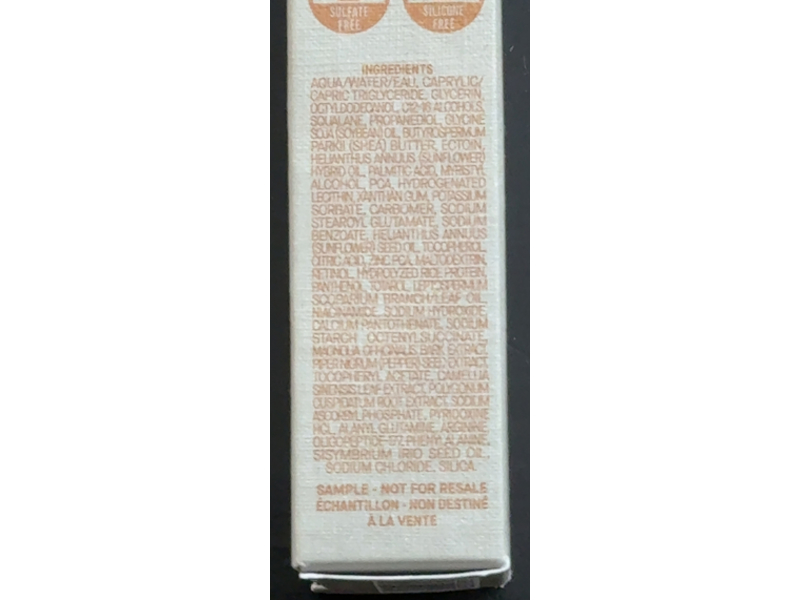 SULFATE
FREE
SILICONE
FREE
INGREDIENTS
AQUA/WATER/EAU, CAPRYLIC/
CAPRIC TRIGLYCERIDE, GLYCERIN,
OCTYLDODECANOL, C12-16 ALCOHOLS,
SQUALANE, PROPANEDIOL, GLYCINE
SOJA (SOYBEAN) OIL, BUTYROSPERMUM
PARKII (SHEA) BUTTER, ECTOIN,
HELIANTHUS ANNUUS (SUNFLOWER)
HYBRID OIL, PALMITIC ACID, MYRISTYL
ALCOHOL, PCA, HYDROGENATED
LECITHIN, XANTHAN GUM, POTASSIUM
SORBATE, CARBOMER, SODIUM
STEAROYL GLUTAMATE, SODIUM
BENZOATE, HELIANTHUS ANNUUS
(SUNFLOWER) SEED OIL, TOCOPHEROL,
CITRIC ACID, ZINC PCA, MALTODEXTRIN,
RETINOL, HYDROLYZED RICE PROTEIN,
PANTHENOL, TOTAROL, LEPTOSPERMUM
SCOPARIUM BRANCH/LEAF OIL,
NIACINAMIDE, SODIUM HYDROXIDE,
CALCIUM PANTOTHENATE, SODIUM
STARCH OCTENYLSUCCINATE,
MAGNOLIA OFFICINALIS BARK EXTRACT,
PIPER NIGRUM (PEPPER) SEED EXTRACT,
TOCOPHERYL ACETATE, CAMELLIA
SINENSIS LEAF EXTRACT, POLYGONUM
CUSPIDATUM ROOT EXTRACT, SODIUM
ASCORBYL PHOSPHATE, PYRIDOXINE
HCL, ALANYL GLUTAMINE, ARGININE,
OLIGOPEPTIDE-177, PHENYLALANINE,
SISYMBRIUM IRIO SEED OIL,
SODIUM CHLORIDE, SILICA.
SAMPLE - NOT FOR RESALE
ÉCHANTILLON - NON DESTINÉ
À LA VENTE